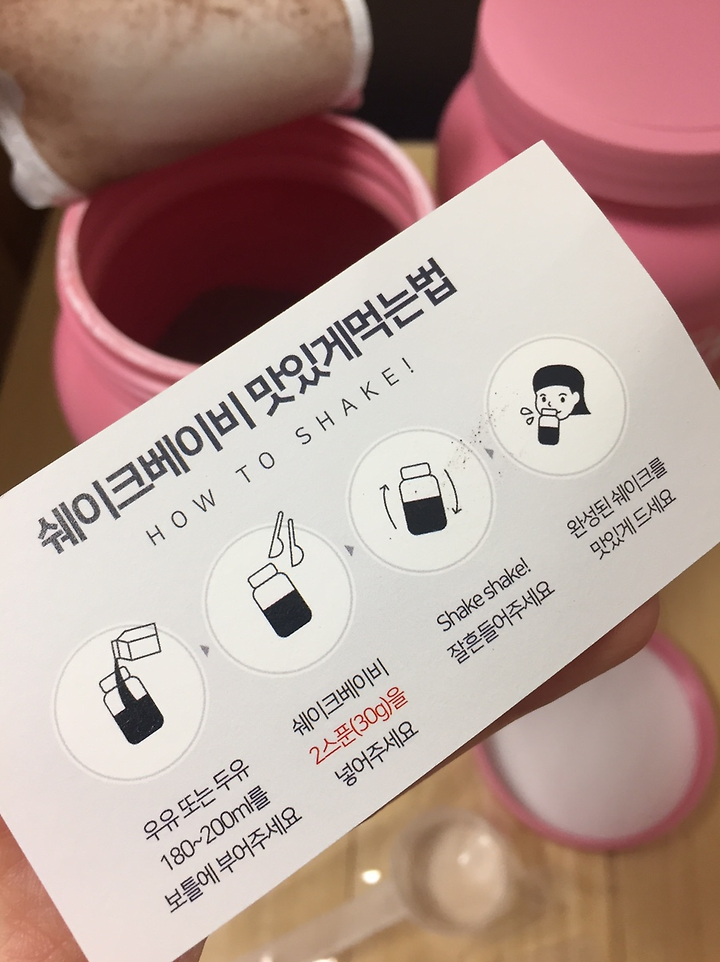 쉐이크베이비 맛있게먹는법
HOW TO SHAKE!
우유 또는 두유
180~200ml를
보틀에 부어주세요
쉐이크베이비
2스푼(30g)을
넣어주세요
Shake shake!
잘흔들어주세요
완성된 쉐이크를
맛있게 드세요